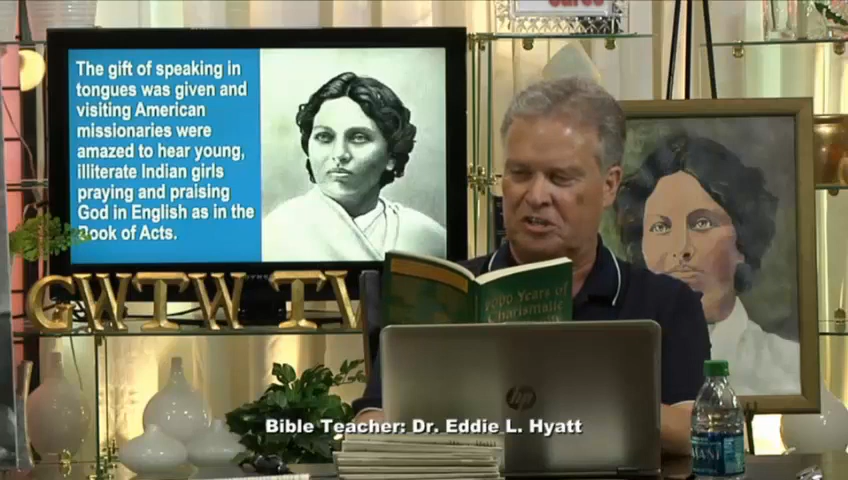 The gift of speaking in
tongues was given and
visiting American
missionaries were
amazed to hear young,
illiterate Indian girls
praying and praising
God in English as in the
Book of Acts.
GWTW TV
2000 Years of
Charismatic
hp
Bible Teacher: Dr. Eddie L. Hyatt